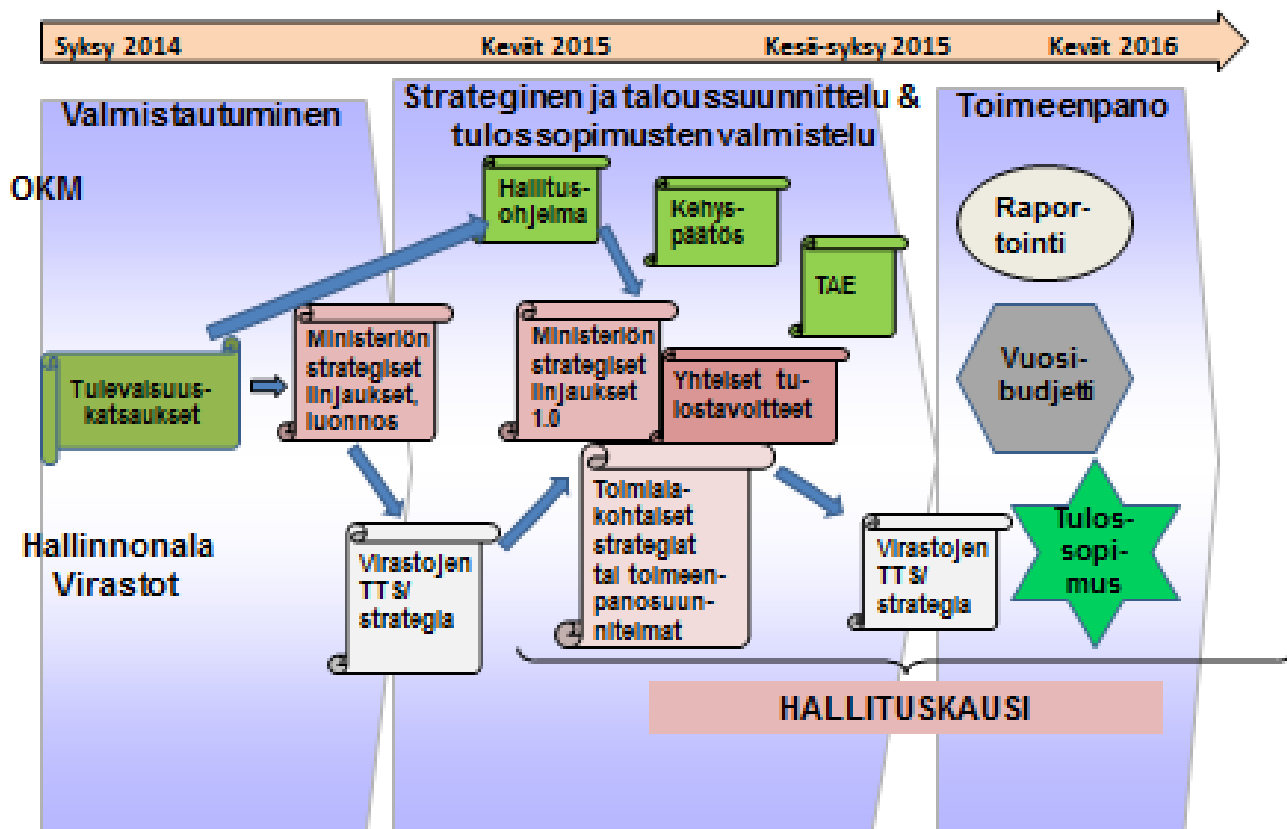 Syksy 2014
Kevät 2015
Kesä-syksy 2015
Kevät 2016
Valmistautuminen
Strateginen ja taloussuunnittelu &
tulossopimusten valmistelu
Toimeenpano
OKM
Hallitus-
ohjelma
Kehys-
päätös
TAE
Rapor-
tointi
Tulevaisuus-
katsaukset
Ministeriön
strategiset
linjaukset,
luonnos
Ministeriön
strategiset
linjaukset
1.0
Yhteiset tu-
lostavoitteet
Vuosi-
budjetti
Hallinnonala
Virastot
Virastojen
TTS/
strategia
Toimiala-
kohtaiset
strategiat
tai toimeen-
panosuun-
nitelmat
Virastojen
TTS/
strategia
Tulos-
sopi-
mus
HALLITUSKAUSI